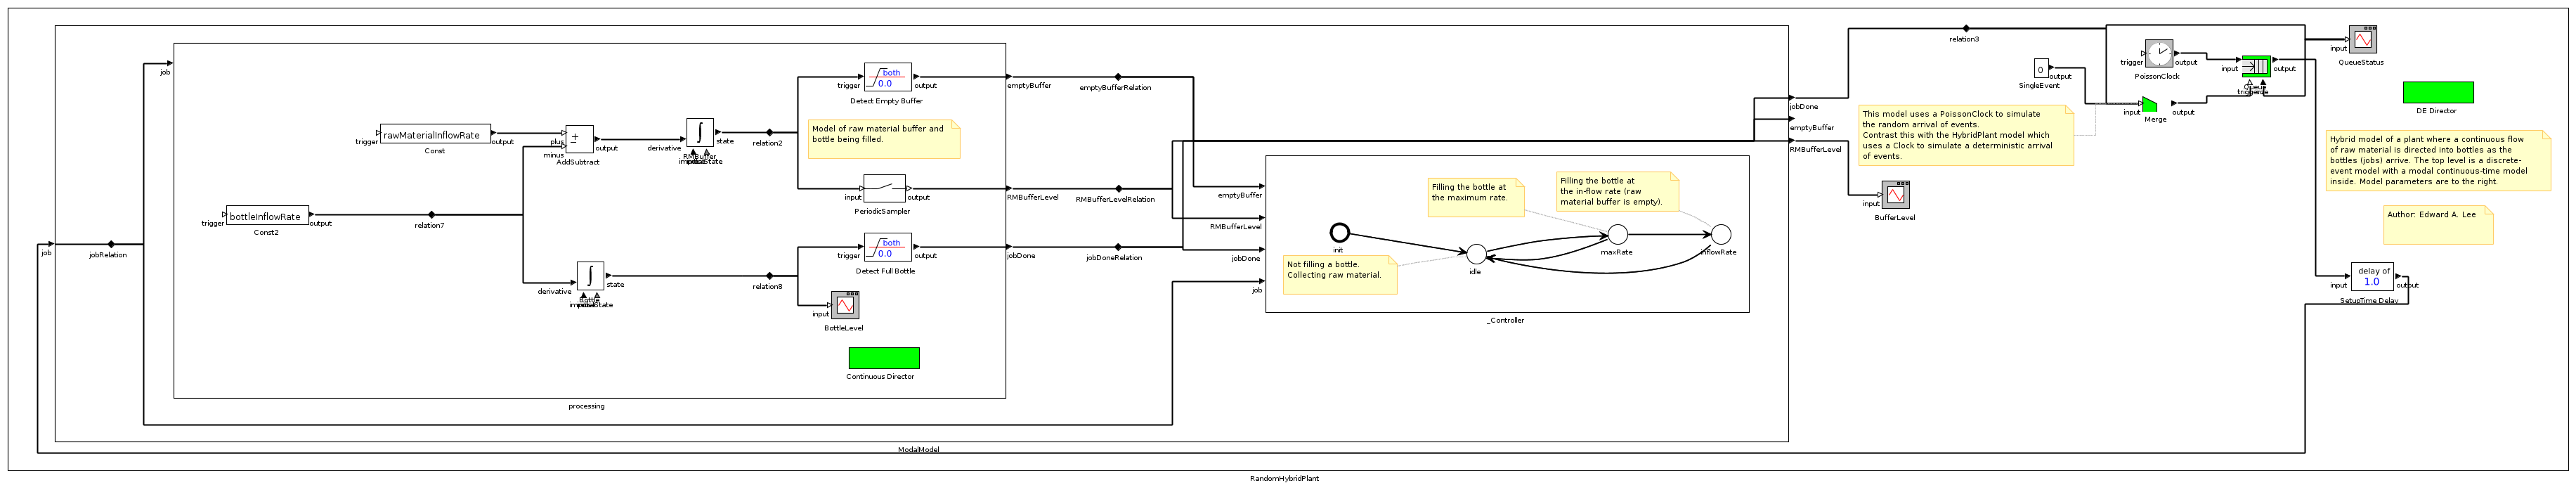 job
jobRelation
job
trigger
rawMaterialInflowRate
output
Const
trigger
bottleInflowRate
output
Const2
relation7
plus
minus
+
−
output
AddSubtract
derivative
∫
state
RMBuffer
relation2
derivative
∫
state
Bottle
relation8
both
0.0
trigger
output
Detect Empty Buffer
Model of raw material buffer and
bottle being filled.
input
output
PeriodicSampler
both
0.0
trigger
output
Detect Full Bottle
input
BottleLevel
Continuous Director
processing
emptyBuffer
emptyBufferRelation
RMBufferLevel
RMBufferLevelRelation
jobDone
jobDoneRelation
emptyBuffer
RMBufferLevel
jobDone
job
init
Not filling a bottle.
Collecting raw material.
idle
Filling the bottle at
the maximum rate.
Filling the bottle at
the in-flow rate (raw
material buffer is empty).
maxRate
inflowRate
_Controller
jobDone
emptyBuffer
RMBufferLevel
ModalModel
relation3
input
BufferLevel
This model uses a PoissonClock to simulate
the random arrival of events.
Contrast this with the HybridPlant model which
uses a Clock to simulate a deterministic arrival
of events.
0
output
SingleEvent
trigger
output
PoissonClock
input
output
Merge
input
output
Queue
trigger
input
QueueStatus
DE Director
Hybrid model of a plant where a continuous flow
of raw material is directed into bottles as the
bottles (jobs) arrive. The top level is a discrete-
event model with a modal continuous-time model
inside. Model parameters are to the right.
Author: Edward A. Lee
delay of
1.0
input
output
SetupTime Delay
RandomHybridPlant